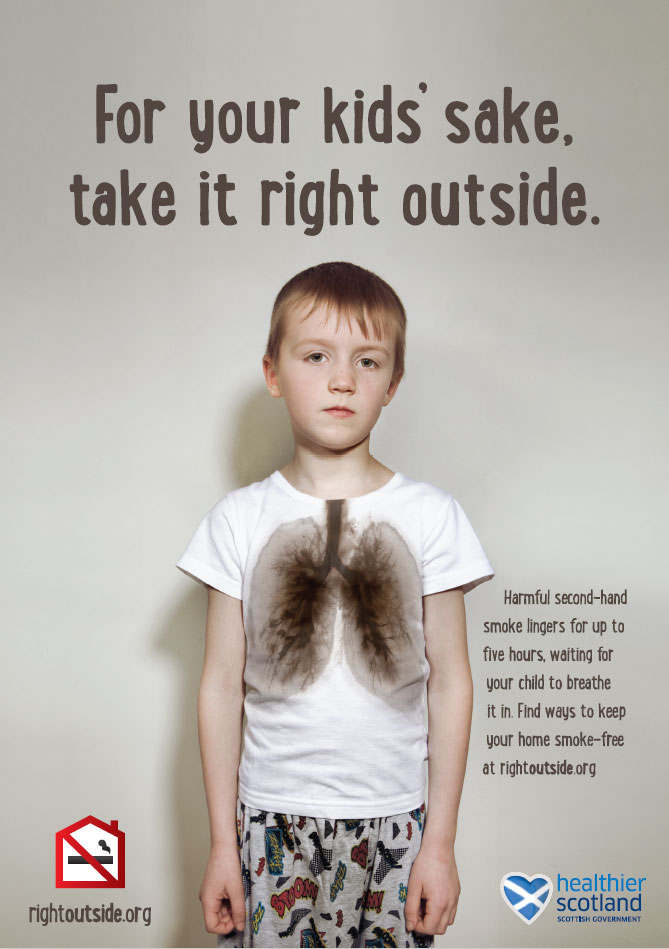 For your kids' sake,
take it right outside.
Harmful second-hand
smoke lingers for up to
five hours, waiting for
your child to breathe
it in. Find ways to keep
your home smoke-free
at rightoutside.org
rightoutside.org
healthier
scotland
SCOTTISH GOVERNMENT